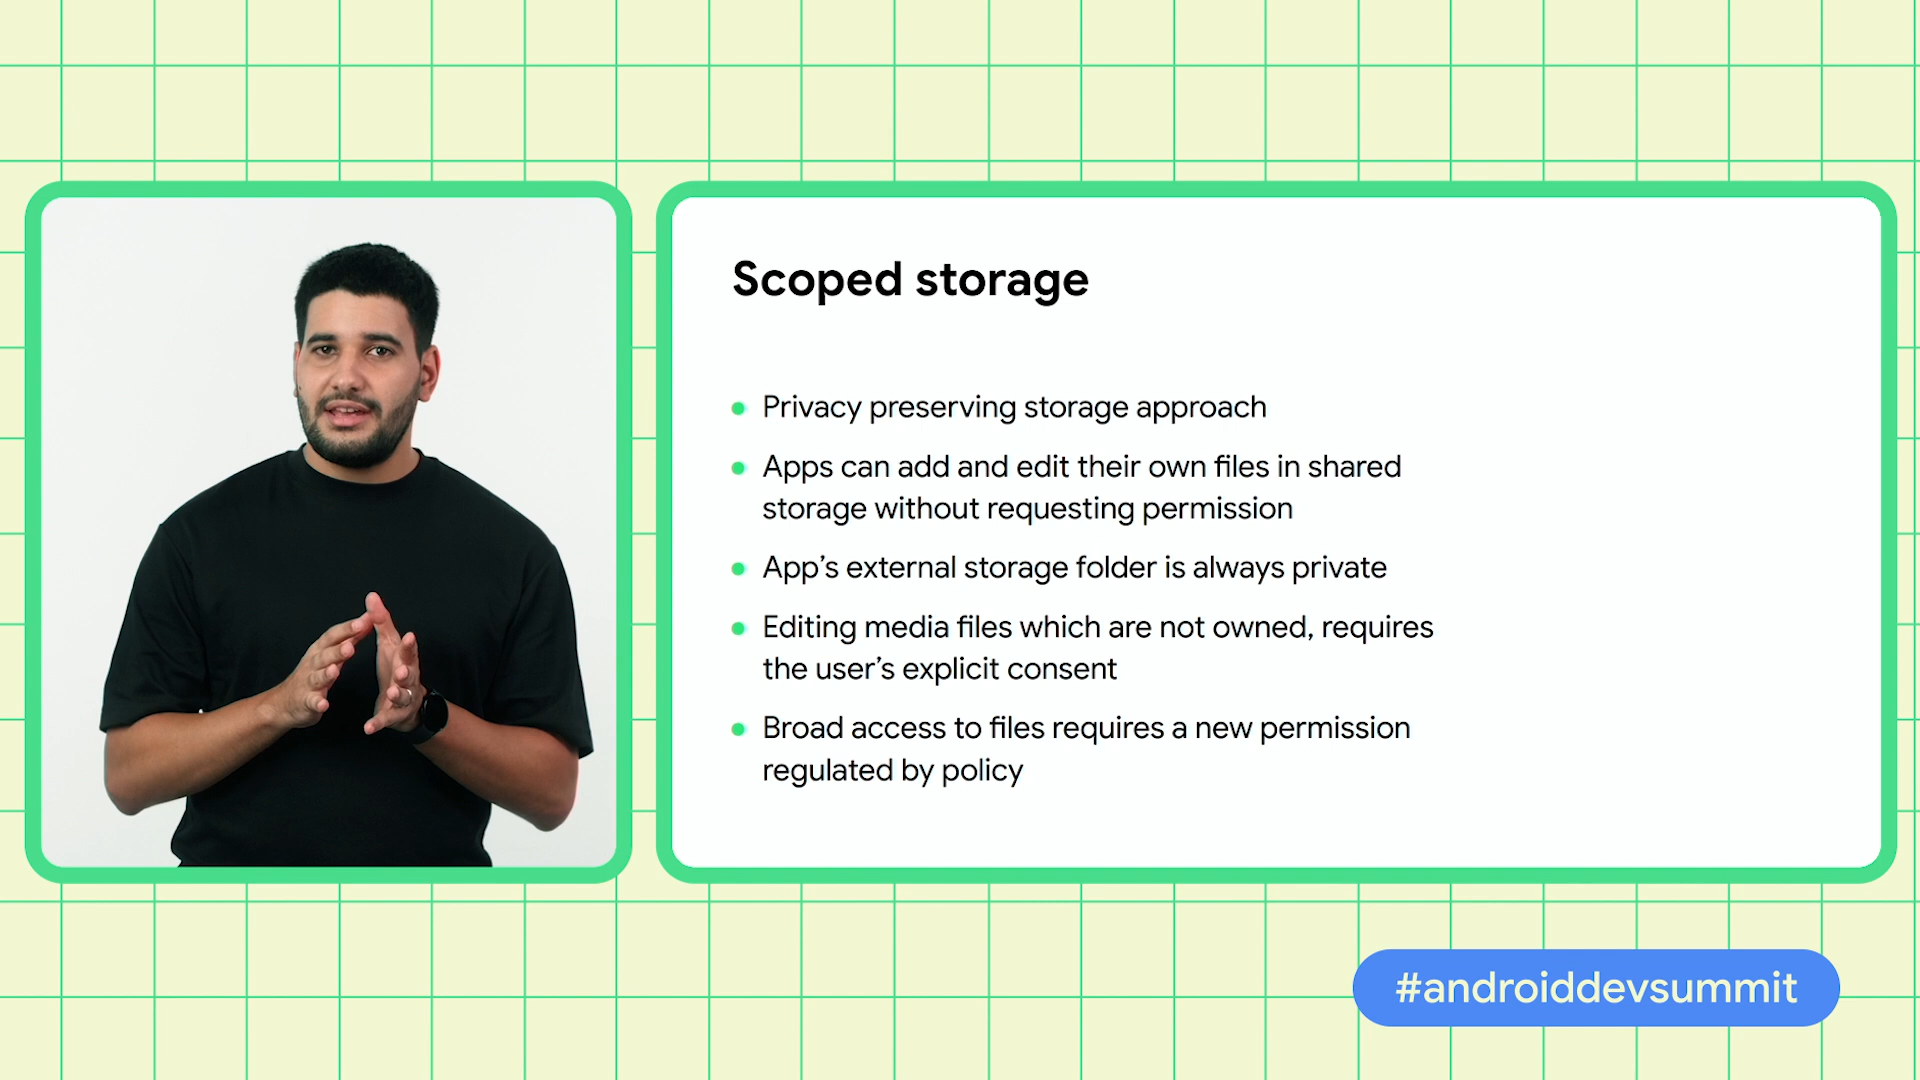 Scoped storage
Privacy preserving storage approach
Apps can add and edit their own files in shared
storage without requesting permission
App’s external storage folder is always private
Editing media files which are not owned, requires
the user’s explicit consent
Broad access to files requires a new permission
regulated by policy
#androiddevsummit